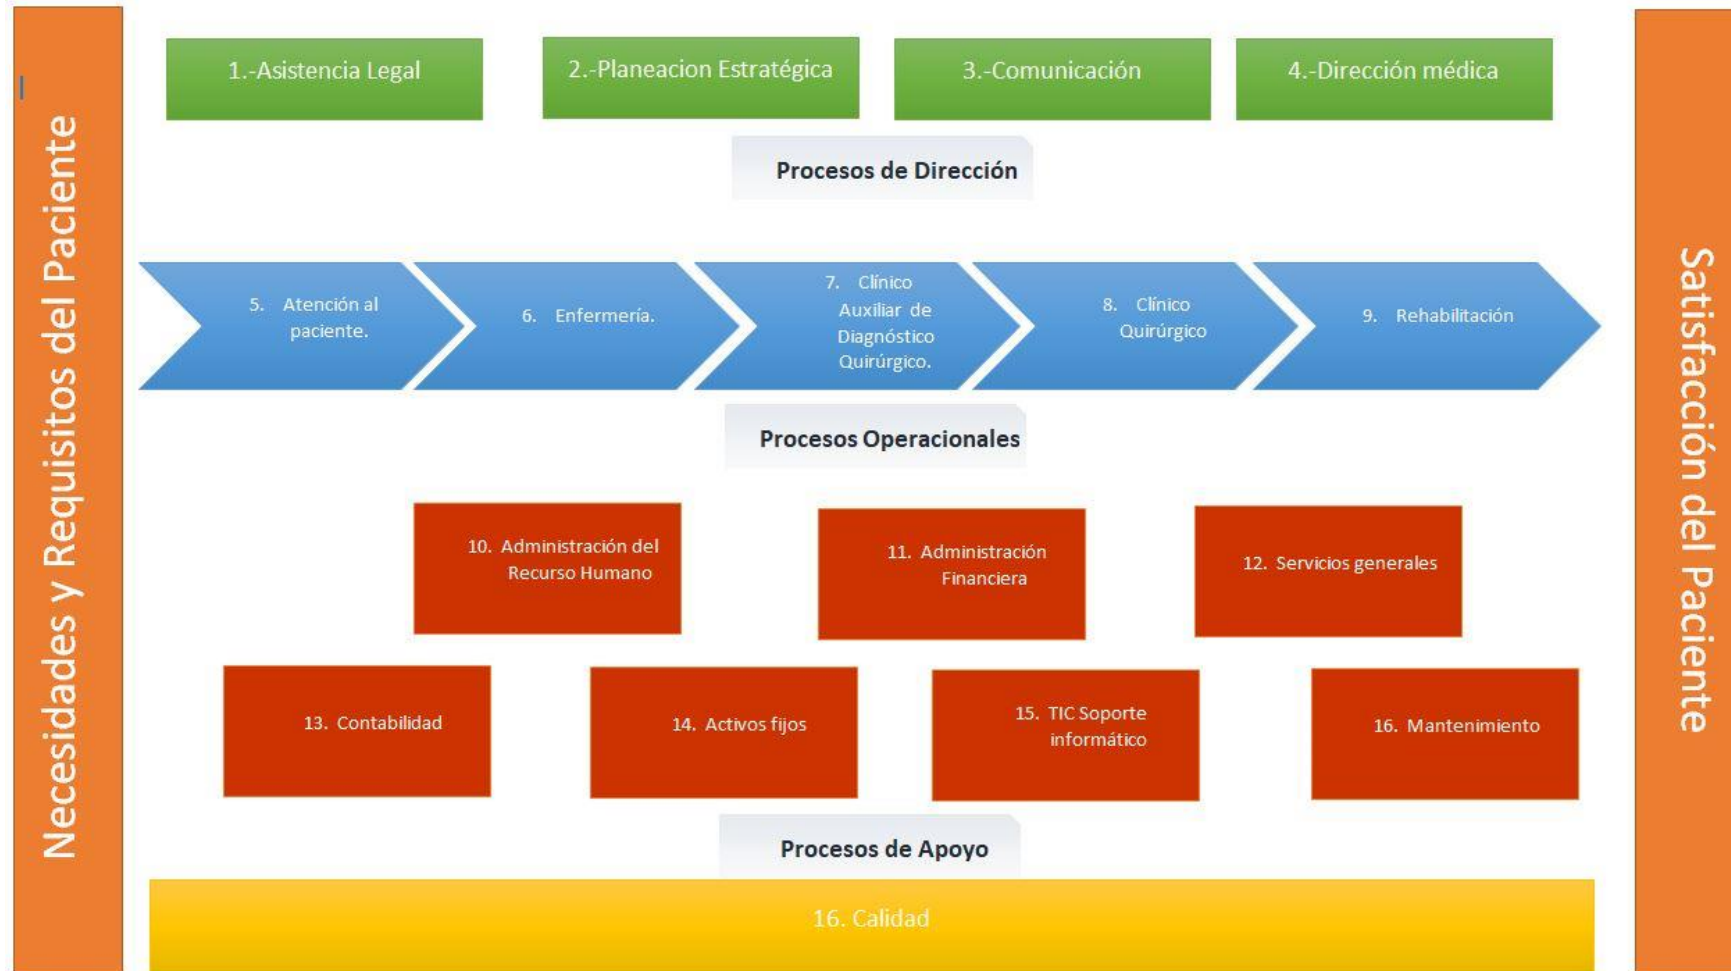 Necesidades y Requisitos del Paciente
1.-Asistencia Legal
2.-Planeacion Estratégica
3.-Comunicación
4.-Dirección médica
Procesos de Dirección
5. Atención al
paciente.
6. Enfermería.
7. Clínico
Auxiliar de
Diagnóstico
Quirúrgico.
8. Clínico
Quirúrgico
9. Rehabilitación
Procesos Operacionales
10. Administración del
Recurso Humano
11. Administración
Financiera
12. Servicios generales
13. Contabilidad
14. Activos fijos
15. TIC Soporte
informático
16. Mantenimiento
Procesos de Apoyo
16. Calidad
Satisfacción del Paciente